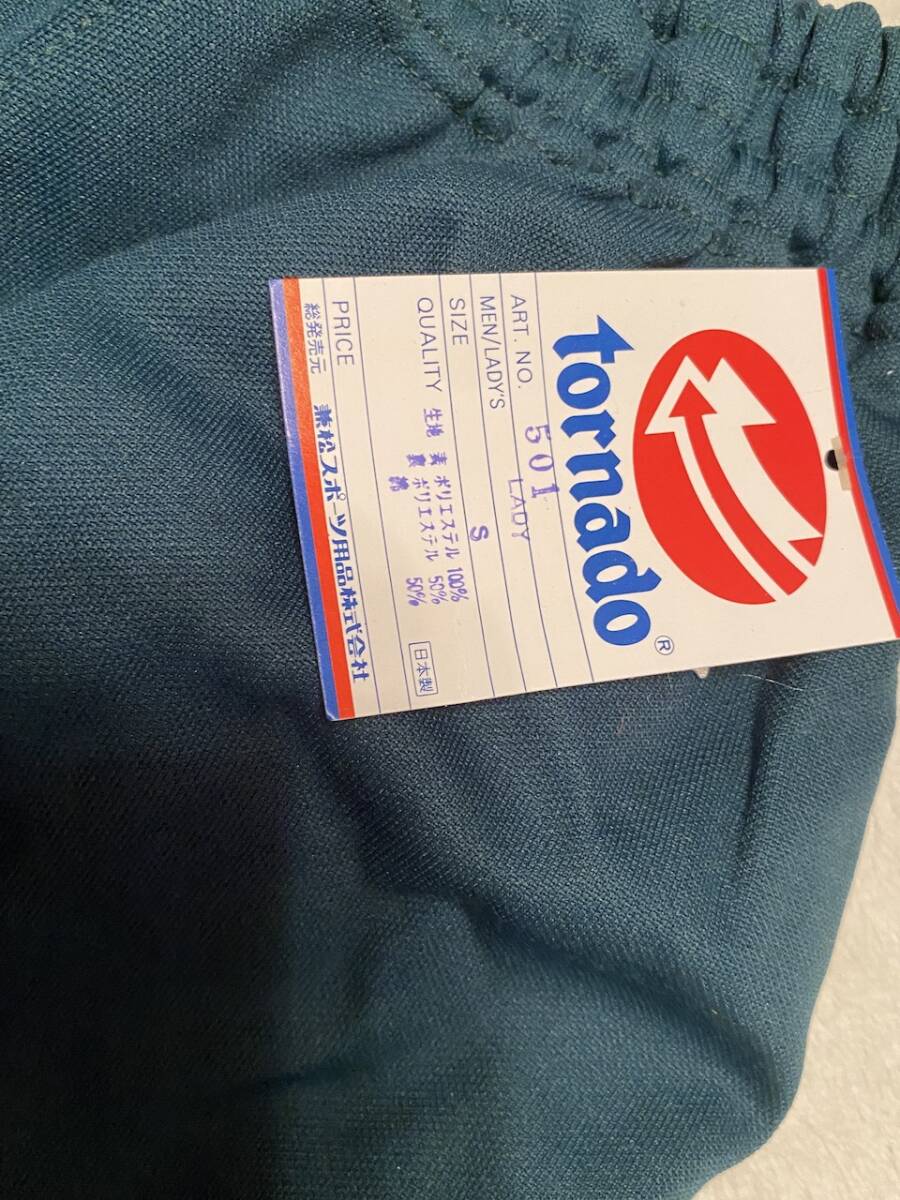 tornado®
ART. NO. 501
MEN/LADY'S LADY
SIZE S
QUALITY 生地 表 ポリエステル 100%
裏 ポリエステル 50%
綿 50%
日本製
PRICE
総発売元 兼松スポーツ用品株式会社